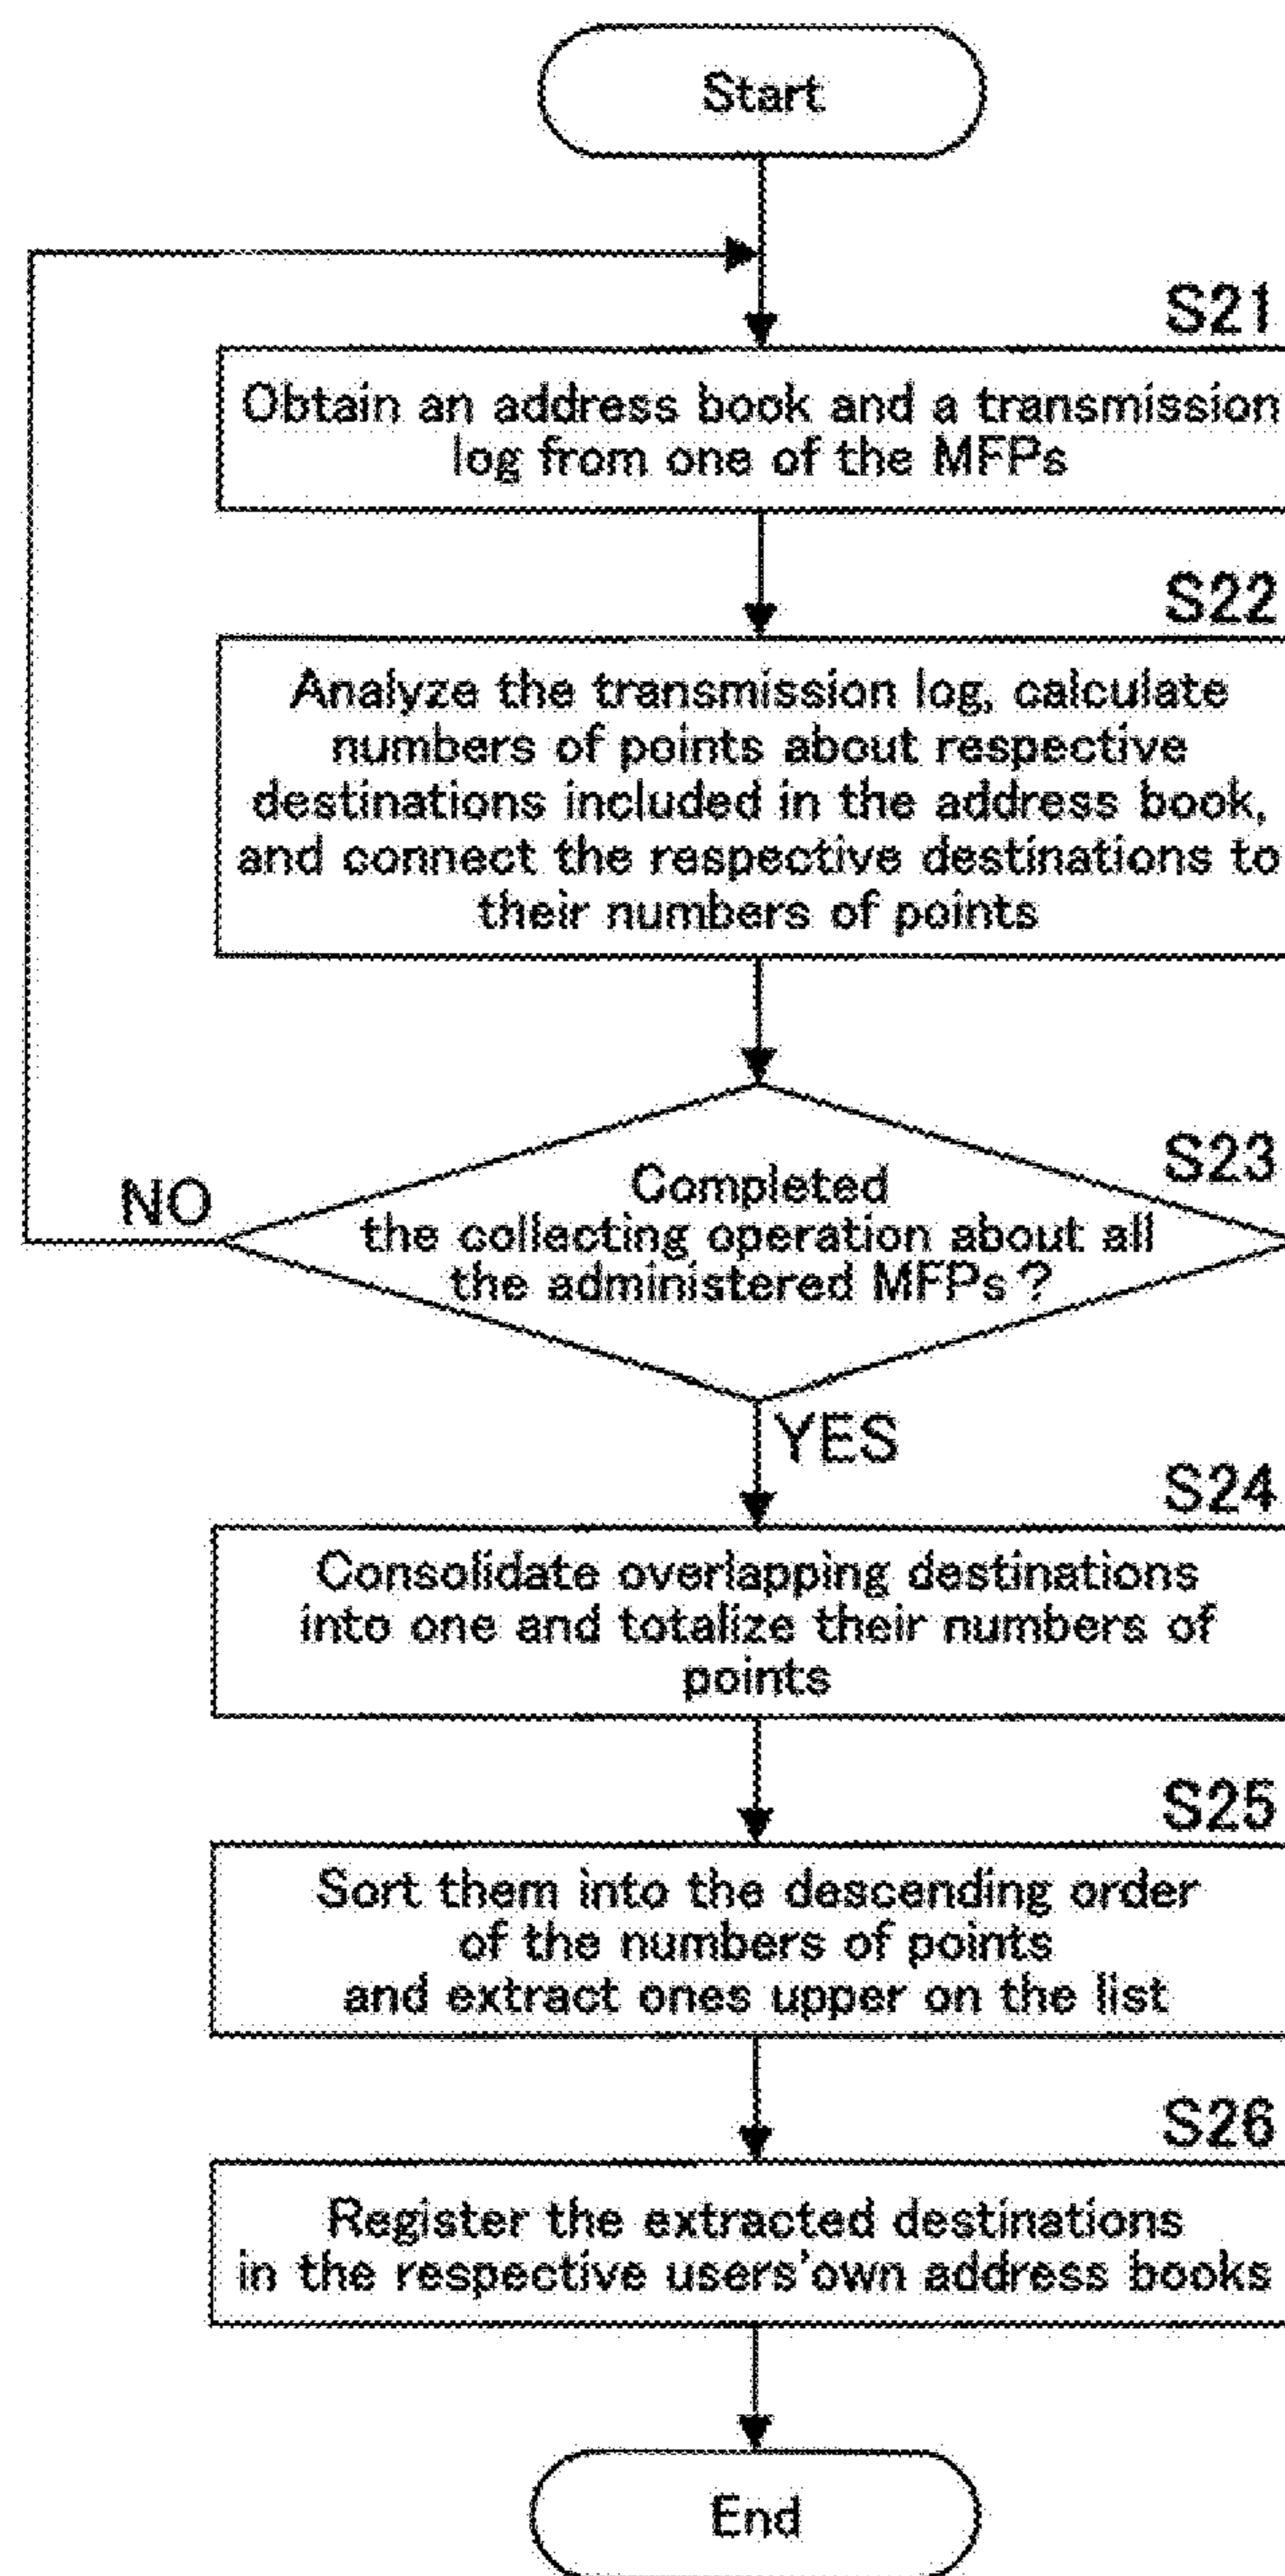 Start
S21
Obtain an address book and a transmission
log from one of the MFPs
S22
Analyze the transmission log, calculate
numbers of points about respective
destinations included in the address book,
and connect the respective destinations to
their numbers of points
S23
Completed
the collecting operation about all
the administered MFPs?
NO
YES
S24
Consolidate overlapping destinations
into one and totalize their numbers of
points
S25
Sort them into the descending order
of the numbers of points
and extract ones upper on the list
S26
Register the extracted destinations
in the respective users'own address books
End